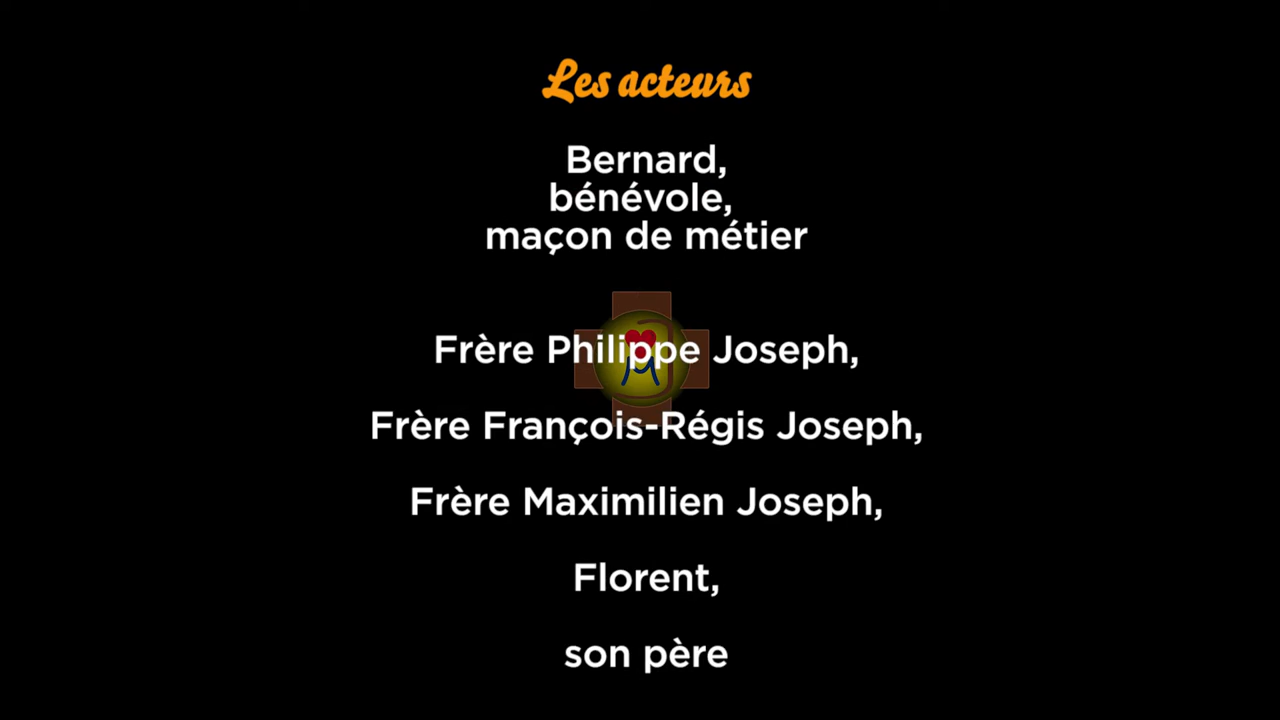 Les acteurs
Bernard,
bénévole,
maçon de métier
Frère Philippe Joseph,
Frère François-Régis Joseph,
Frère Maximilien Joseph,
Florent,
son père